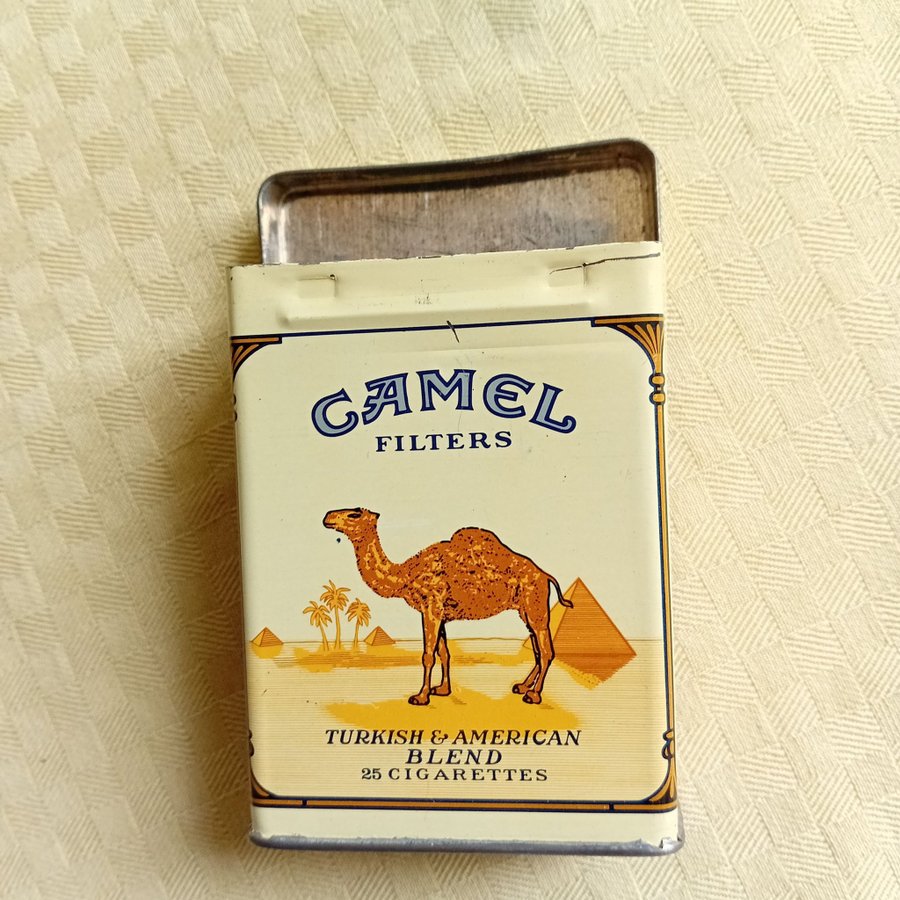 CAMEL
FILTERS
TURKISH & AMERICAN
BLEND
25 CIGARETTES